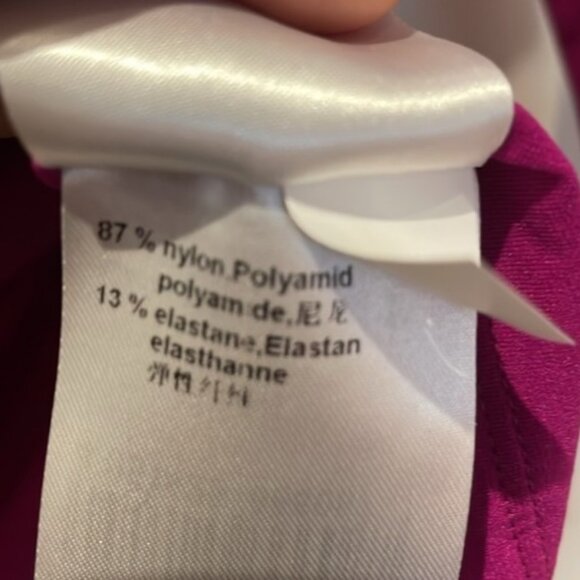 87 % nylon,Polyamid
polyamide,尼龙
13 % elastane,Elastan
elasthanne
弹性纤维